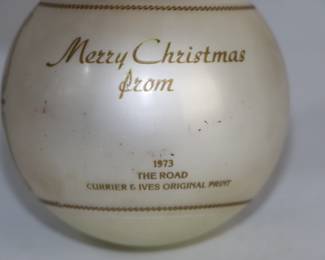 Merry Christmas
from
1973
THE ROAD
CURRIER & IVES ORIGINAL PRINT